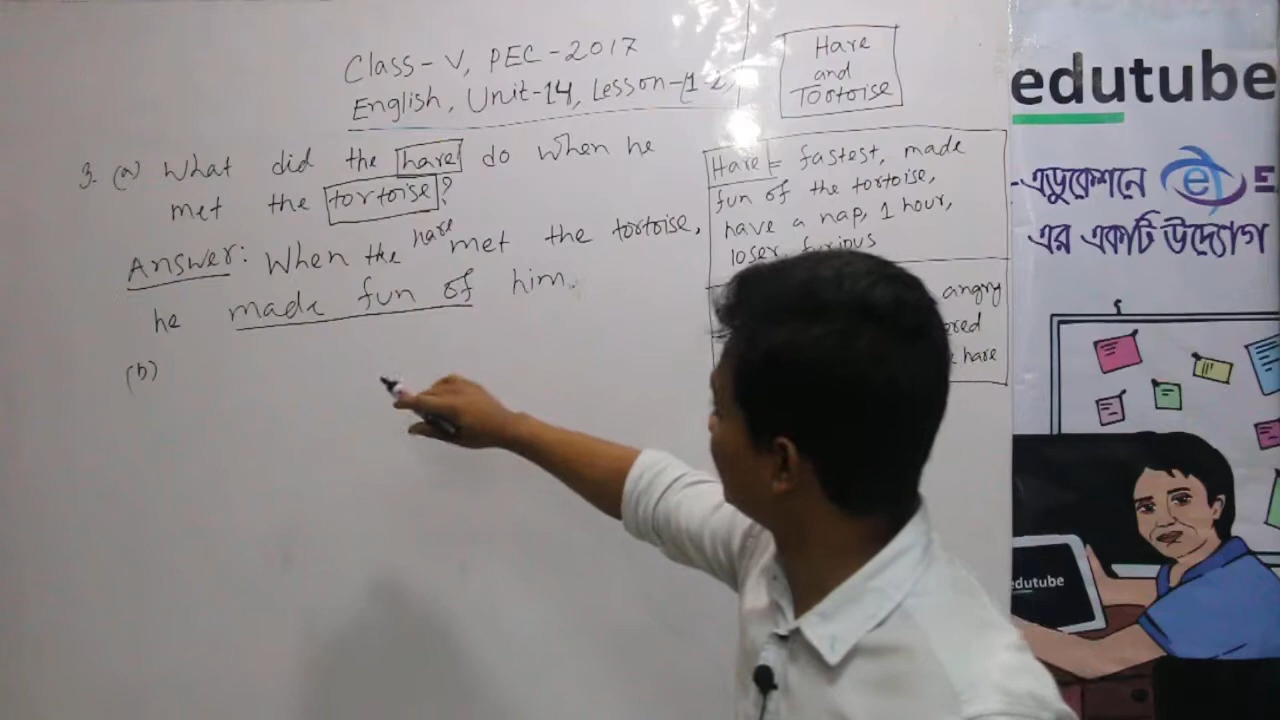 Class-V, PEC-2017
English, Unit-14, Lesson-(1-2)
Hare
and
Tortoise
3. (a) What did the hare do when he
met the tortoise?
Answer: When the hare met the tortoise,
he made fun of him.
(b)
Hare = fastest, made
fun of the tortoise,
have a nap, 1 hour,
loser, furious
angry
hare
edutube
এডুকেশনে
এর একটি উদ্যোগ
edutube